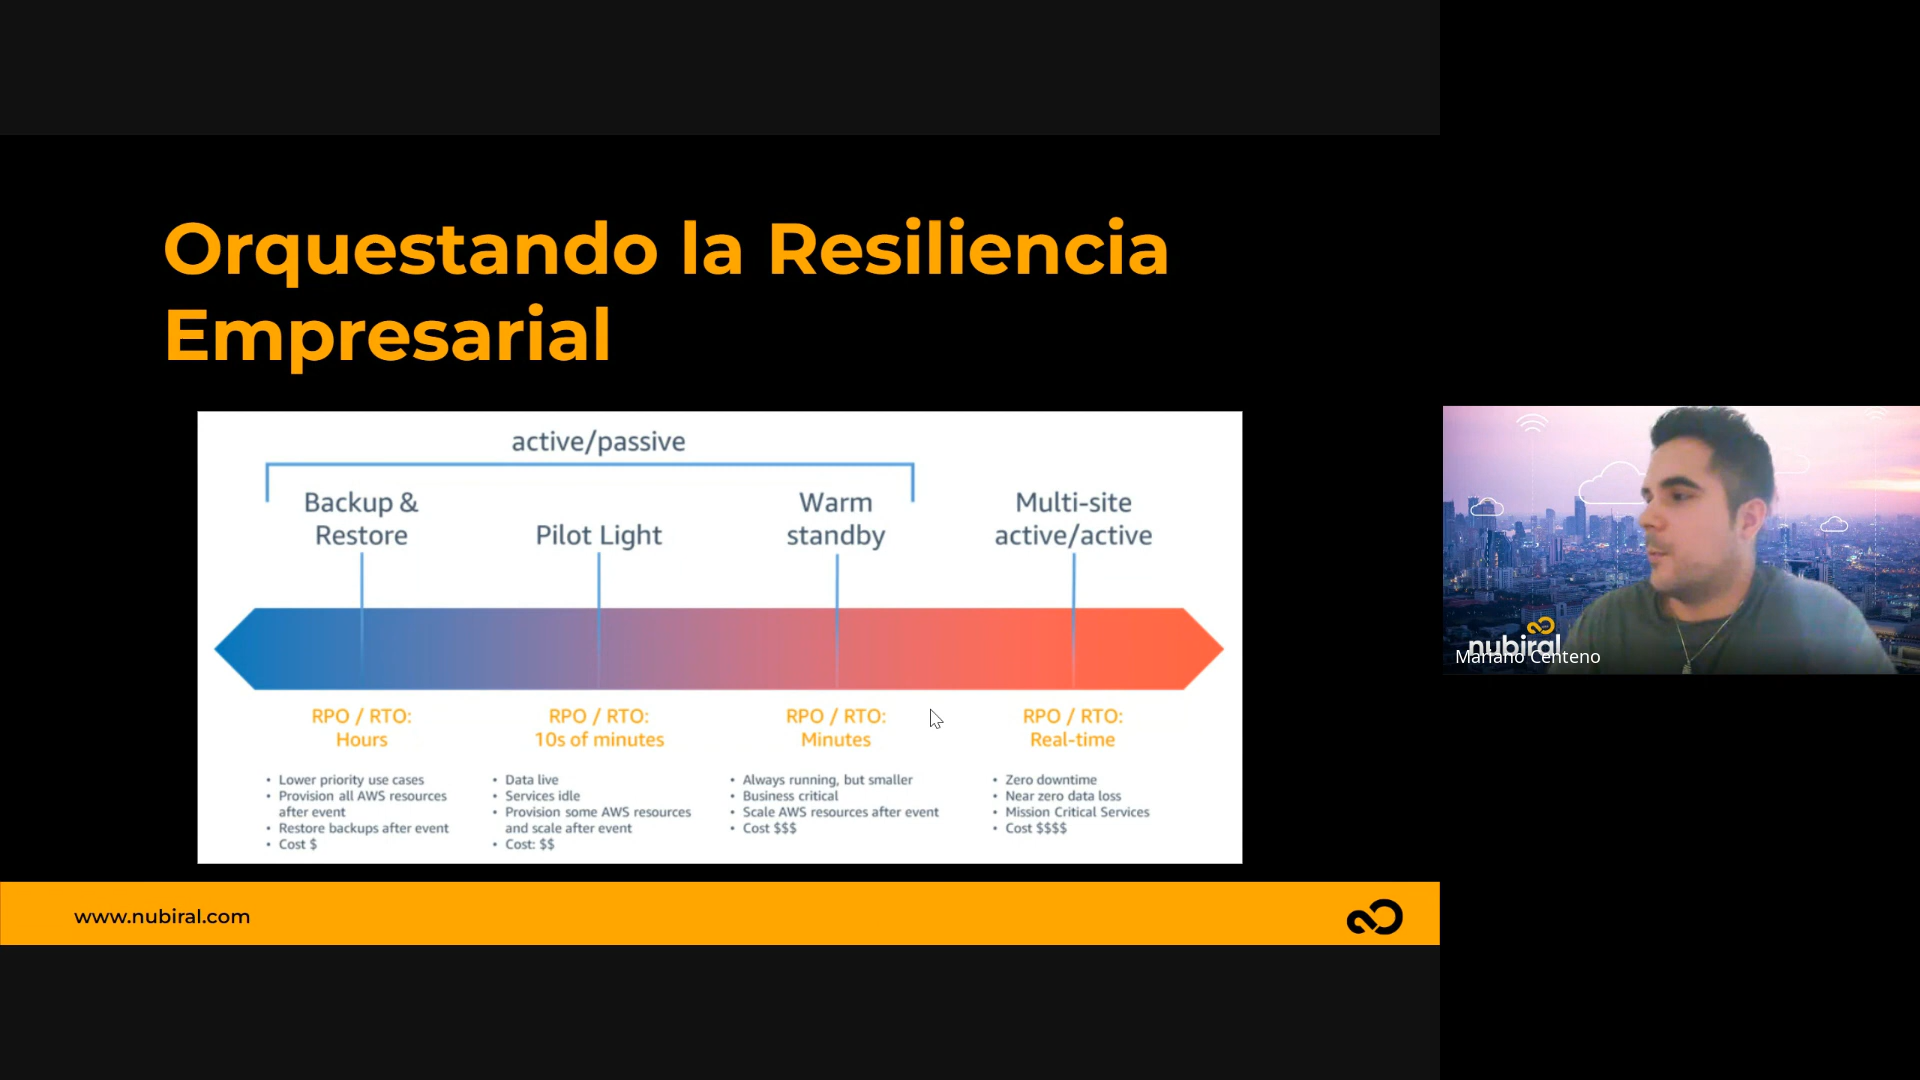 Orquestando la Resiliencia
Empresarial
active/passive
Backup &
Restore
Pilot Light
Warm
standby
Multi-site
active/active
RPO / RTO:
Hours
RPO / RTO:
10s of minutes
RPO / RTO:
Minutes
RPO / RTO:
Real-time
• Lower priority use cases
• Provision all AWS resources
after event
• Restore backups after event
• Cost $
• Data live
• Services idle
• Provision some AWS resources
and scale after event
• Cost: $$
• Always running, but smaller
• Business critical
• Scale AWS resources after event
• Cost $$$
• Zero downtime
• Near zero data loss
• Mission Critical Services
• Cost $$$$
www.nubiral.com
nubiral
Mariano Centeno